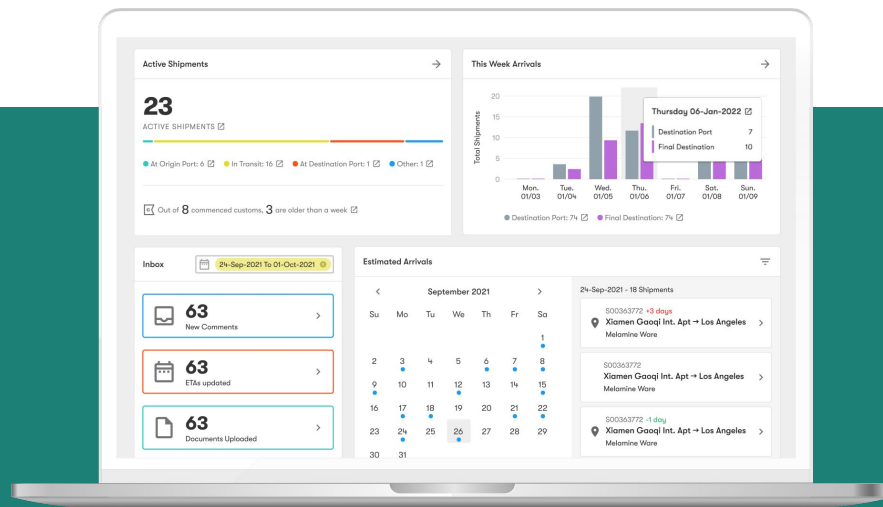 Active Shipments
23
ACTIVE SHIPMENTS
At Origin Port: 6 In Transit: 16 At Destination Port: 1 Other: 1
Out of 8 commenced customs, 3 are older than a week
This Week Arrivals
Total Shipments
20
15
10
5
0
Thursday 06-Jan-2022
Destination Port 7
Final Destination 10
Mon. Tue. Wed. Thu. Fri. Sat. Sun.
01/03 01/04 01/05 01/06 01/07 01/08 01/09
Destination Port: 74 Final Destination: 74
Inbox 24-Sep-2021 To 01-Oct-2021
63
New Comments
63
ETAs updated
63
Documents Uploaded
Estimated Arrivals
September 2021
Su Mo Tu We Th Fr Sa
1
2 3 4 5 6 7 8
9 10 11 12 13 14 15
16 17 18 19 20 21 22
23 24 25 26 27 28 29
30 31
24-Sep-2021 - 18 Shipments
S00363772 +3 days
Xiamen Gaoqi Int. Apt → Los Angeles
Melamine Ware
S00363772
Xiamen Gaoqi Int. Apt → Los Angeles
Melamine Ware
S00363772 -1 day
Xiamen Gaoqi Int. Apt → Los Angeles
Melamine Ware